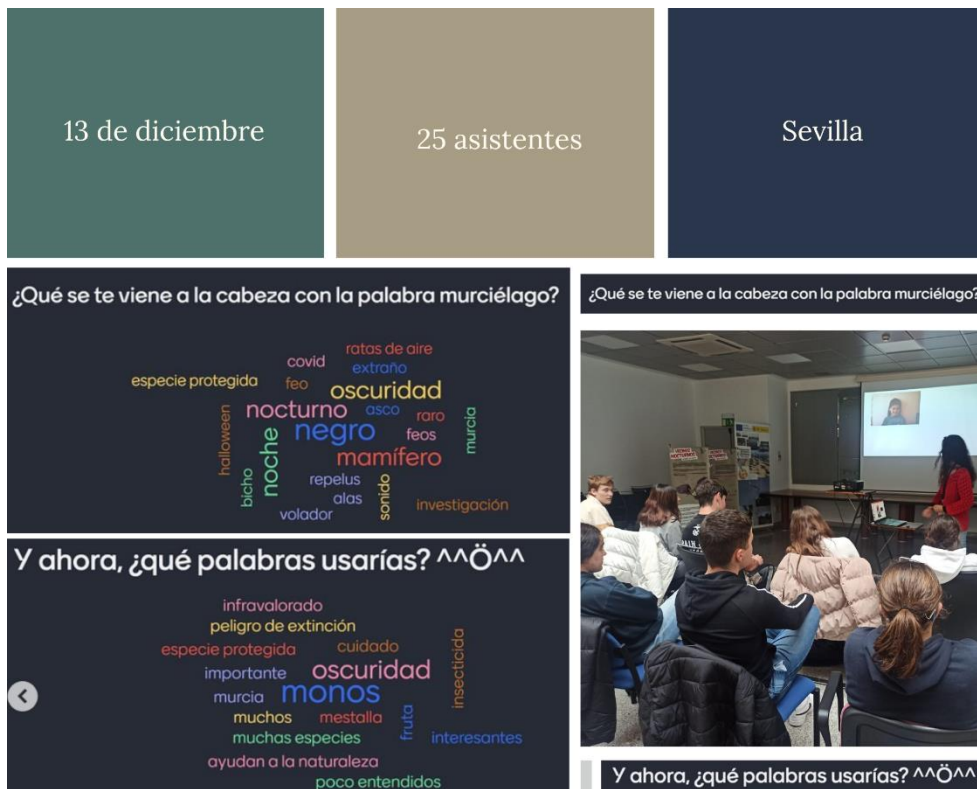 13 de diciembre
25 asistentes
Sevilla
¿Qué se te viene a la cabeza con la palabra murciélago?
ratas de aire
covid
extraño
especie protegida
feo
oscuridad
nocturno
asco
raro
halloween
noche
negro
feos
murcia
mamífero
bicho
repelus
alas
sonido
investigación
volador
Y ahora, ¿qué palabras usarías? ^^Ö^^
infravalorado
peligro de extinción
especie protegida
cuidado
insecticida
importante
oscuridad
murcia
monos
muchos
mestalla
fruta
muchas especies
interesantes
ayudan a la naturaleza
poco entendidos
¿Qué se te viene a la cabeza con la palabra murciélago?
Y ahora, ¿qué palabras usarías? ^^Ö^^